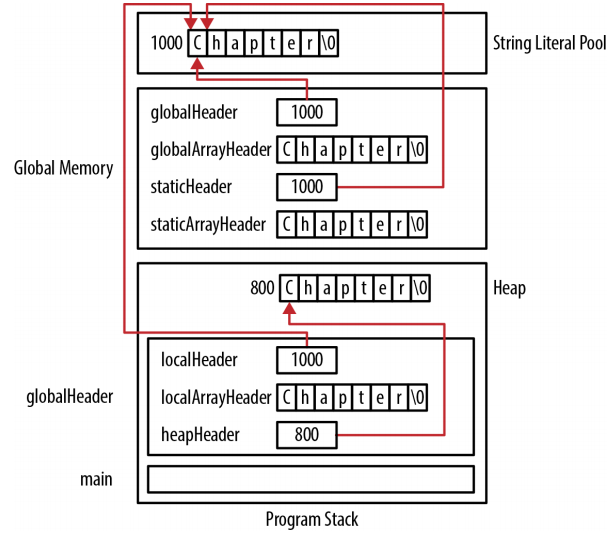 1000 C h a p t e r \0 String Literal Pool
globalHeader 1000
globalArrayHeader C h a p t e r \0
Global Memory
staticHeader 1000
staticArrayHeader C h a p t e r \0
800 C h a p t e r \0 Heap
localHeader 1000
globalHeader
localArrayHeader C h a p t e r \0
heapHeader 800
main
Program Stack